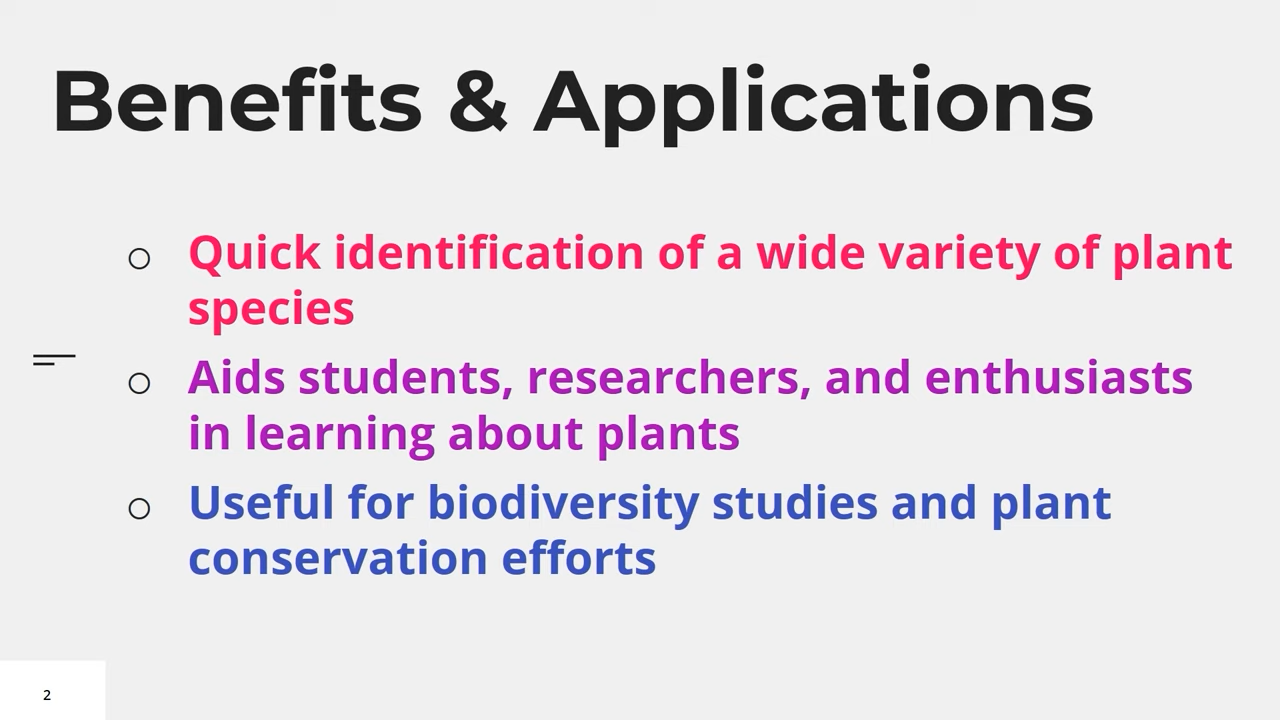 Benefits & Applications
○ Quick identification of a wide variety of plant
species
○ Aids students, researchers, and enthusiasts
in learning about plants
○ Useful for biodiversity studies and plant
conservation efforts
2